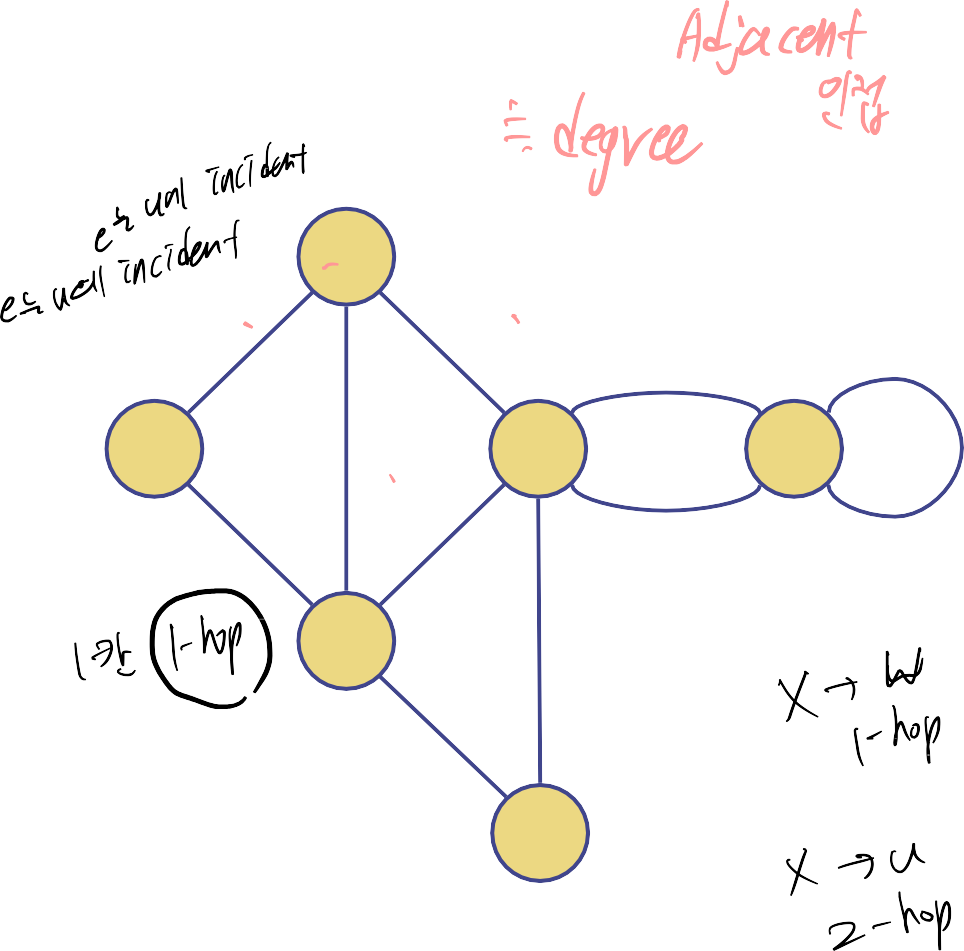 Adjacent
인접
degree
e는 u에 incident
e는 u에 incident
1칸 1-hop
X → w
1-hop
X → u
2-hop